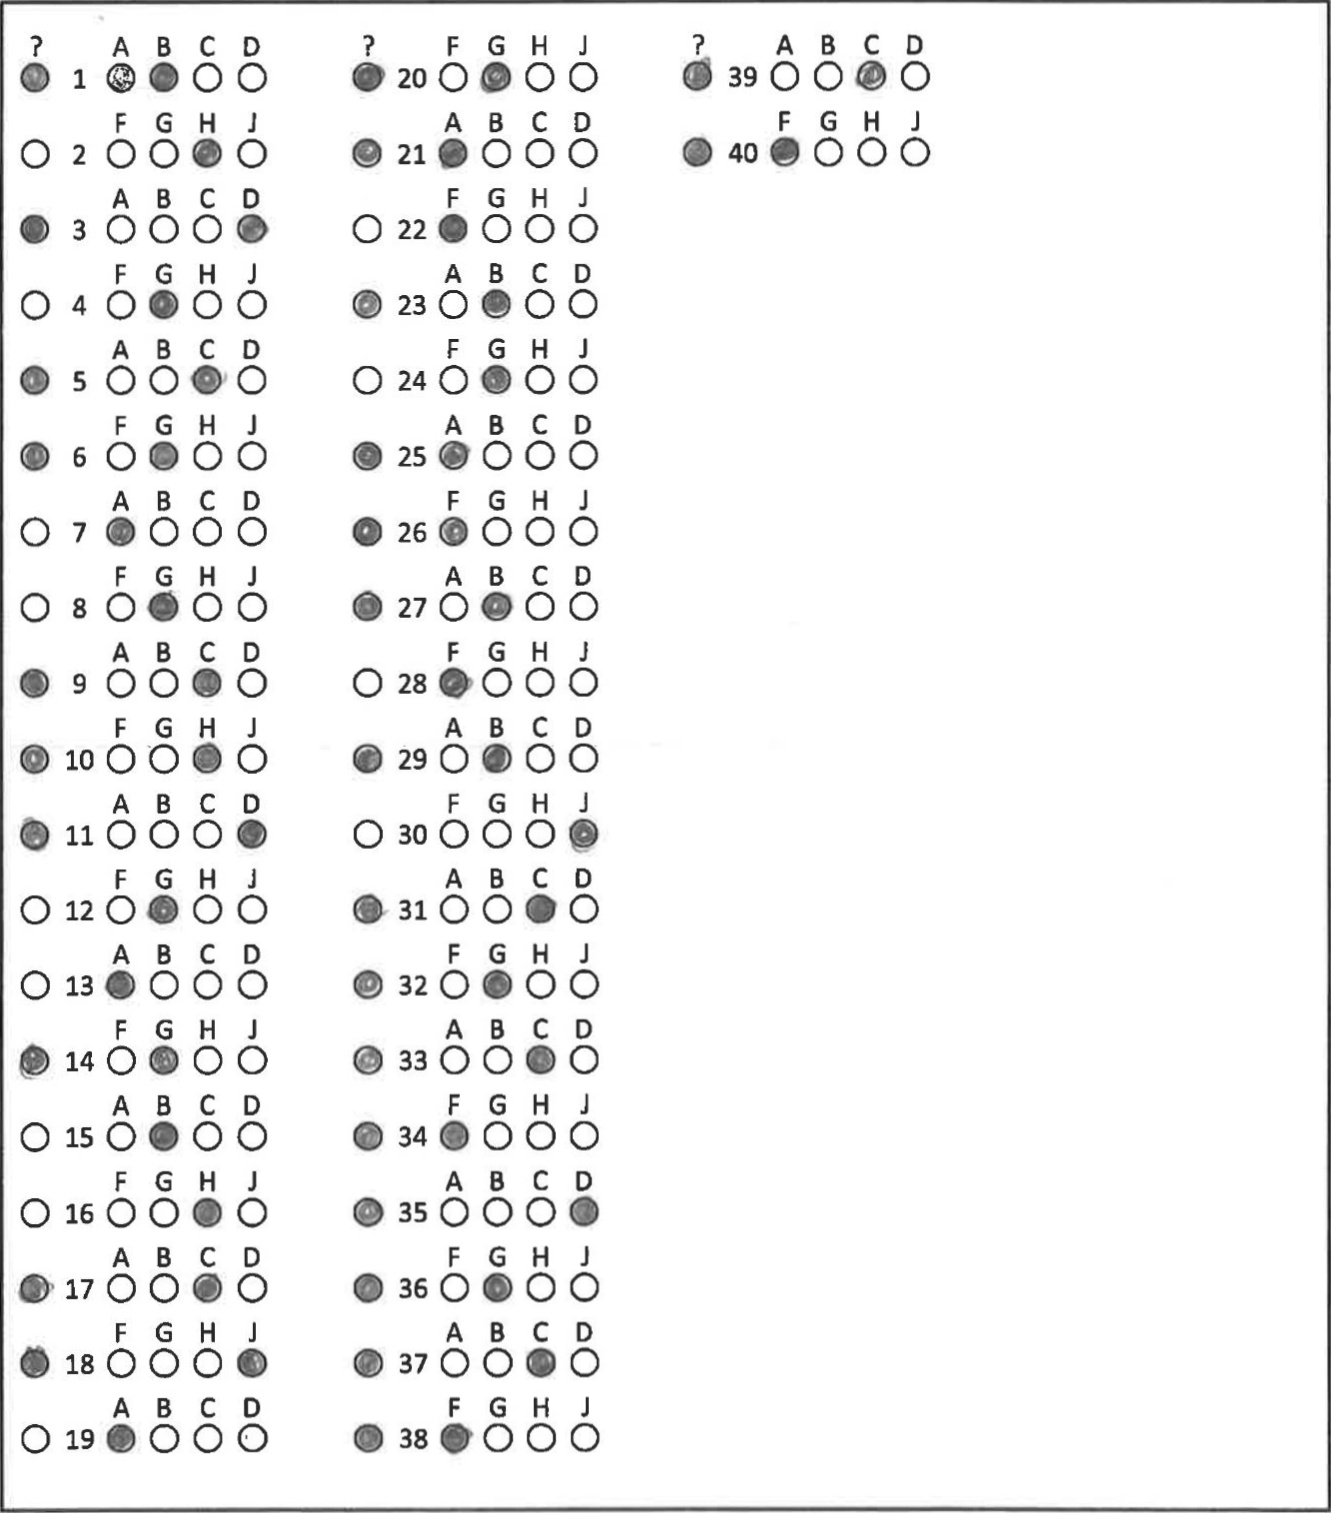 ? A B C D
1
F G H J
2
A B C D
3
F G H J
4
A B C D
5
F G H J
6
A B C D
7
F G H J
8
A B C D
9
F G H J
10
A B C D
11
F G H J
12
A B C D
13
F G H J
14
A B C D
15
F G H J
16
A B C D
17
F G H J
18
A B C D
19
? F G H J
20
A B C D
21
F G H J
22
A B C D
23
F G H J
24
A B C D
25
F G H J
26
A B C D
27
F G H J
28
A B C D
29
F G H J
30
A B C D
31
F G H J
32
A B C D
33
F G H J
34
A B C D
35
F G H J
36
A B C D
37
F G H J
38
? A B C D
39
F G H J
40